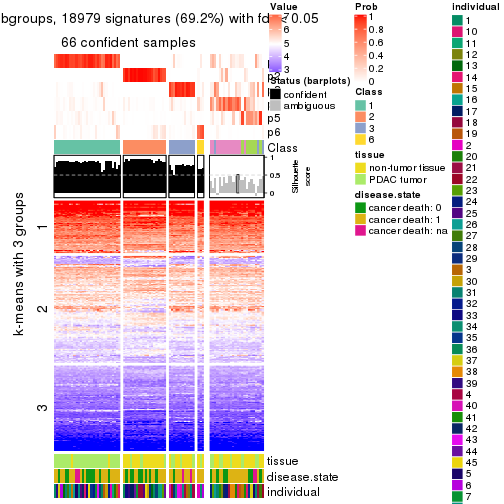 bgroups, 18979 signatures (69.2%) with fd 0.05
66 confident samples
p5
p6
Class
1
0.5
0
Silhouette
score
k-means with 3 groups
1
2
3
tissue
disease.state
individual
Value
6
5
4
3
Status (barplots)
confident
ambiguous
Prob
1
0.8
0.6
0.4
0.2
0
Class
1
2
3
6
tissue
non-tumor tissue
PDAC tumor
disease.state
cancer death: 0
cancer death: 1
cancer death: na
individual
1
10
11
12
13
14
15
16
17
18
19
2
20
21
22
23
24
25
26
27
28
29
3
30
31
32
33
34
35
36
37
38
39
4
40
41
42
43
44
45
5
6
7